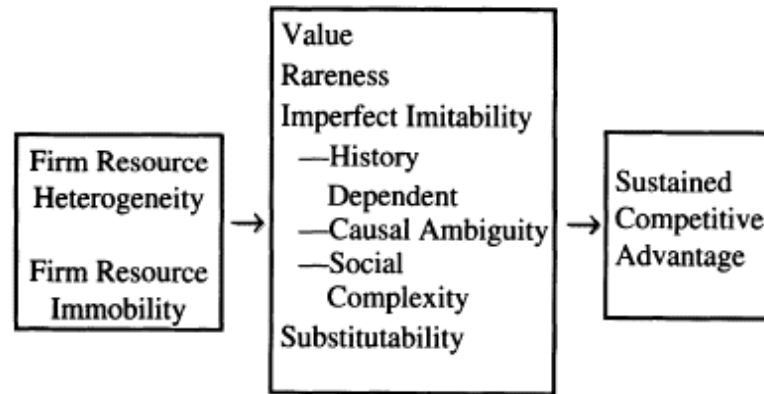 Firm Resource
Heterogeneity
Firm Resource
Immobility
→
Value
Rareness
Imperfect Imitability
—History
Dependent
—Causal Ambiguity
—Social
Complexity
Substitutability
→
Sustained
Competitive
Advantage